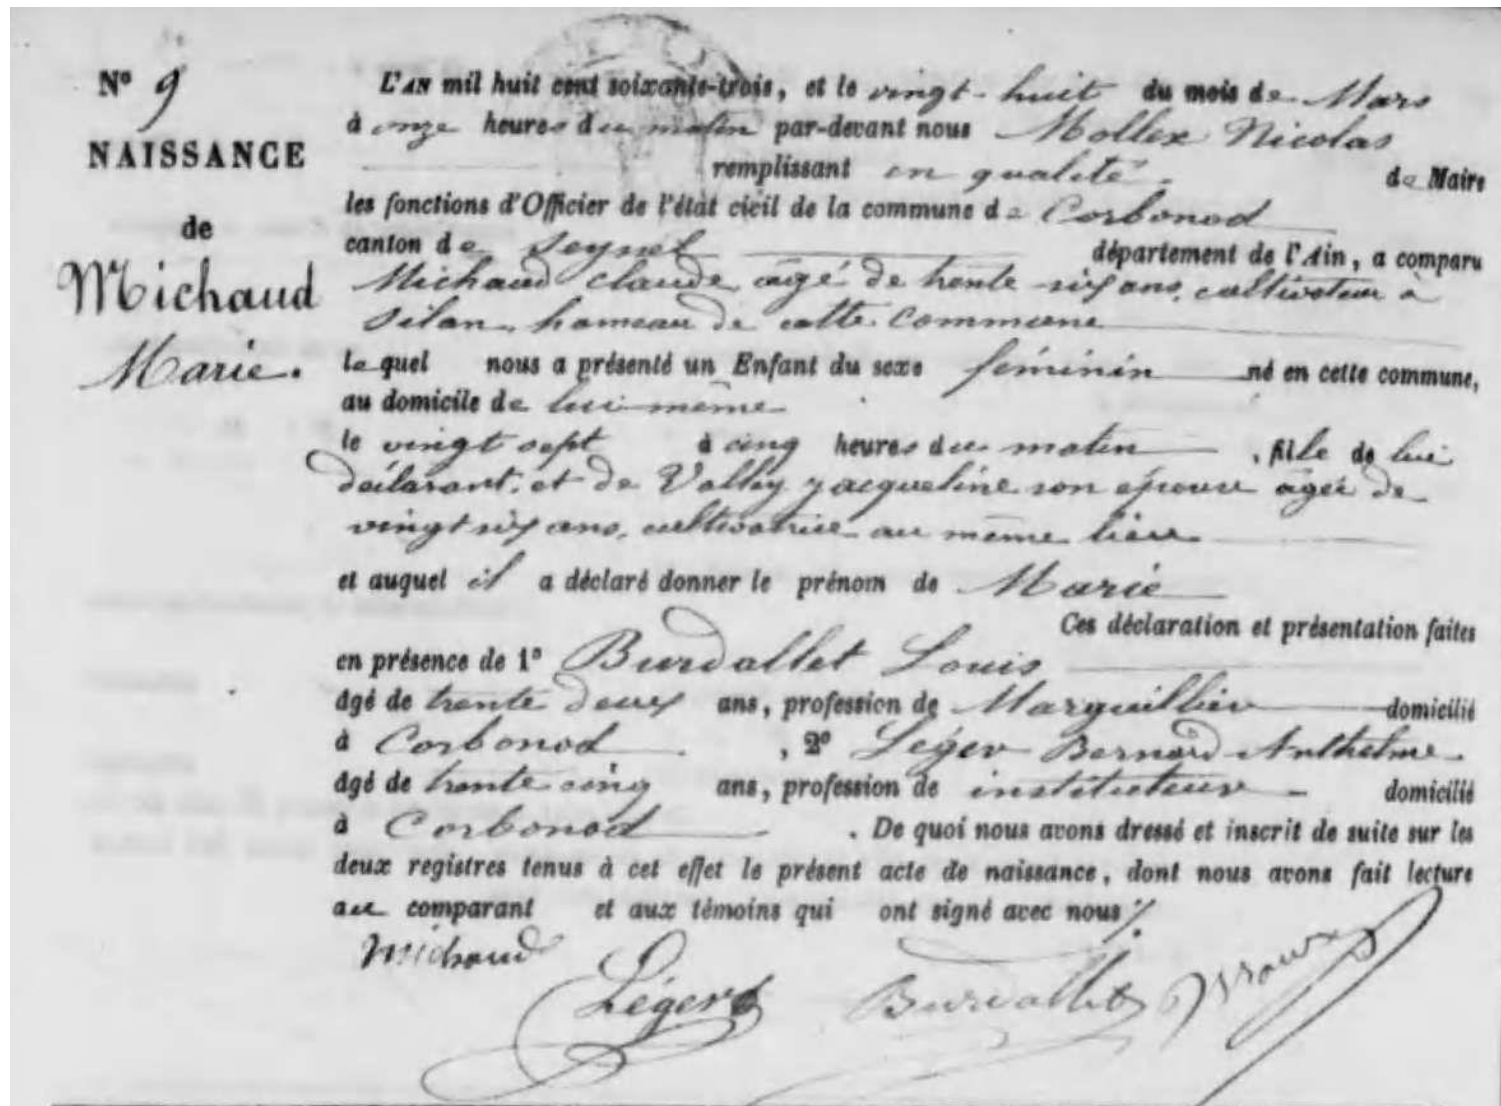 N° 9
NAISSANCE
de
Michaud
Marie.
L'AN mil huit cent soixante-trois, et le vingt-huit du mois de Mars
à onze heures du matin par-devant nous Mollex Nicolas
remplissant en qualité de Maire
les fonctions d'Officier de l'état civil de la commune de Corbonod
canton de Seyssel département de l'Ain, a comparu
Michaud Claude âgé de trente six ans, cultivateur à
Silan, hameau de cette commune
lequel nous a présenté un Enfant du sexe féminin né en cette commune,
au domicile de lui-même
le vingt sept à cinq heures du matin, fille de lui
déclarant, et de Vallay Jacqueline son épouse âgée de
vingt six ans, cultivatrice au même lieu
et auquel il a déclaré donner le prénom de Marie
Ces déclaration et présentation faites
en présence de 1° Burdallet Louis
âgé de trente deux ans, profession de Marguillier domicilié
à Corbonod, 2° Léger Bernard Anthelme
âgé de trente cinq ans, profession de instituteur domicilié
à Corbonod. De quoi nous avons dressé et inscrit de suite sur les
deux registres tenus à cet effet le présent acte de naissance, dont nous avons fait lecture
au comparant et aux témoins qui ont signé avec nous
Michaud Léger Burdallet